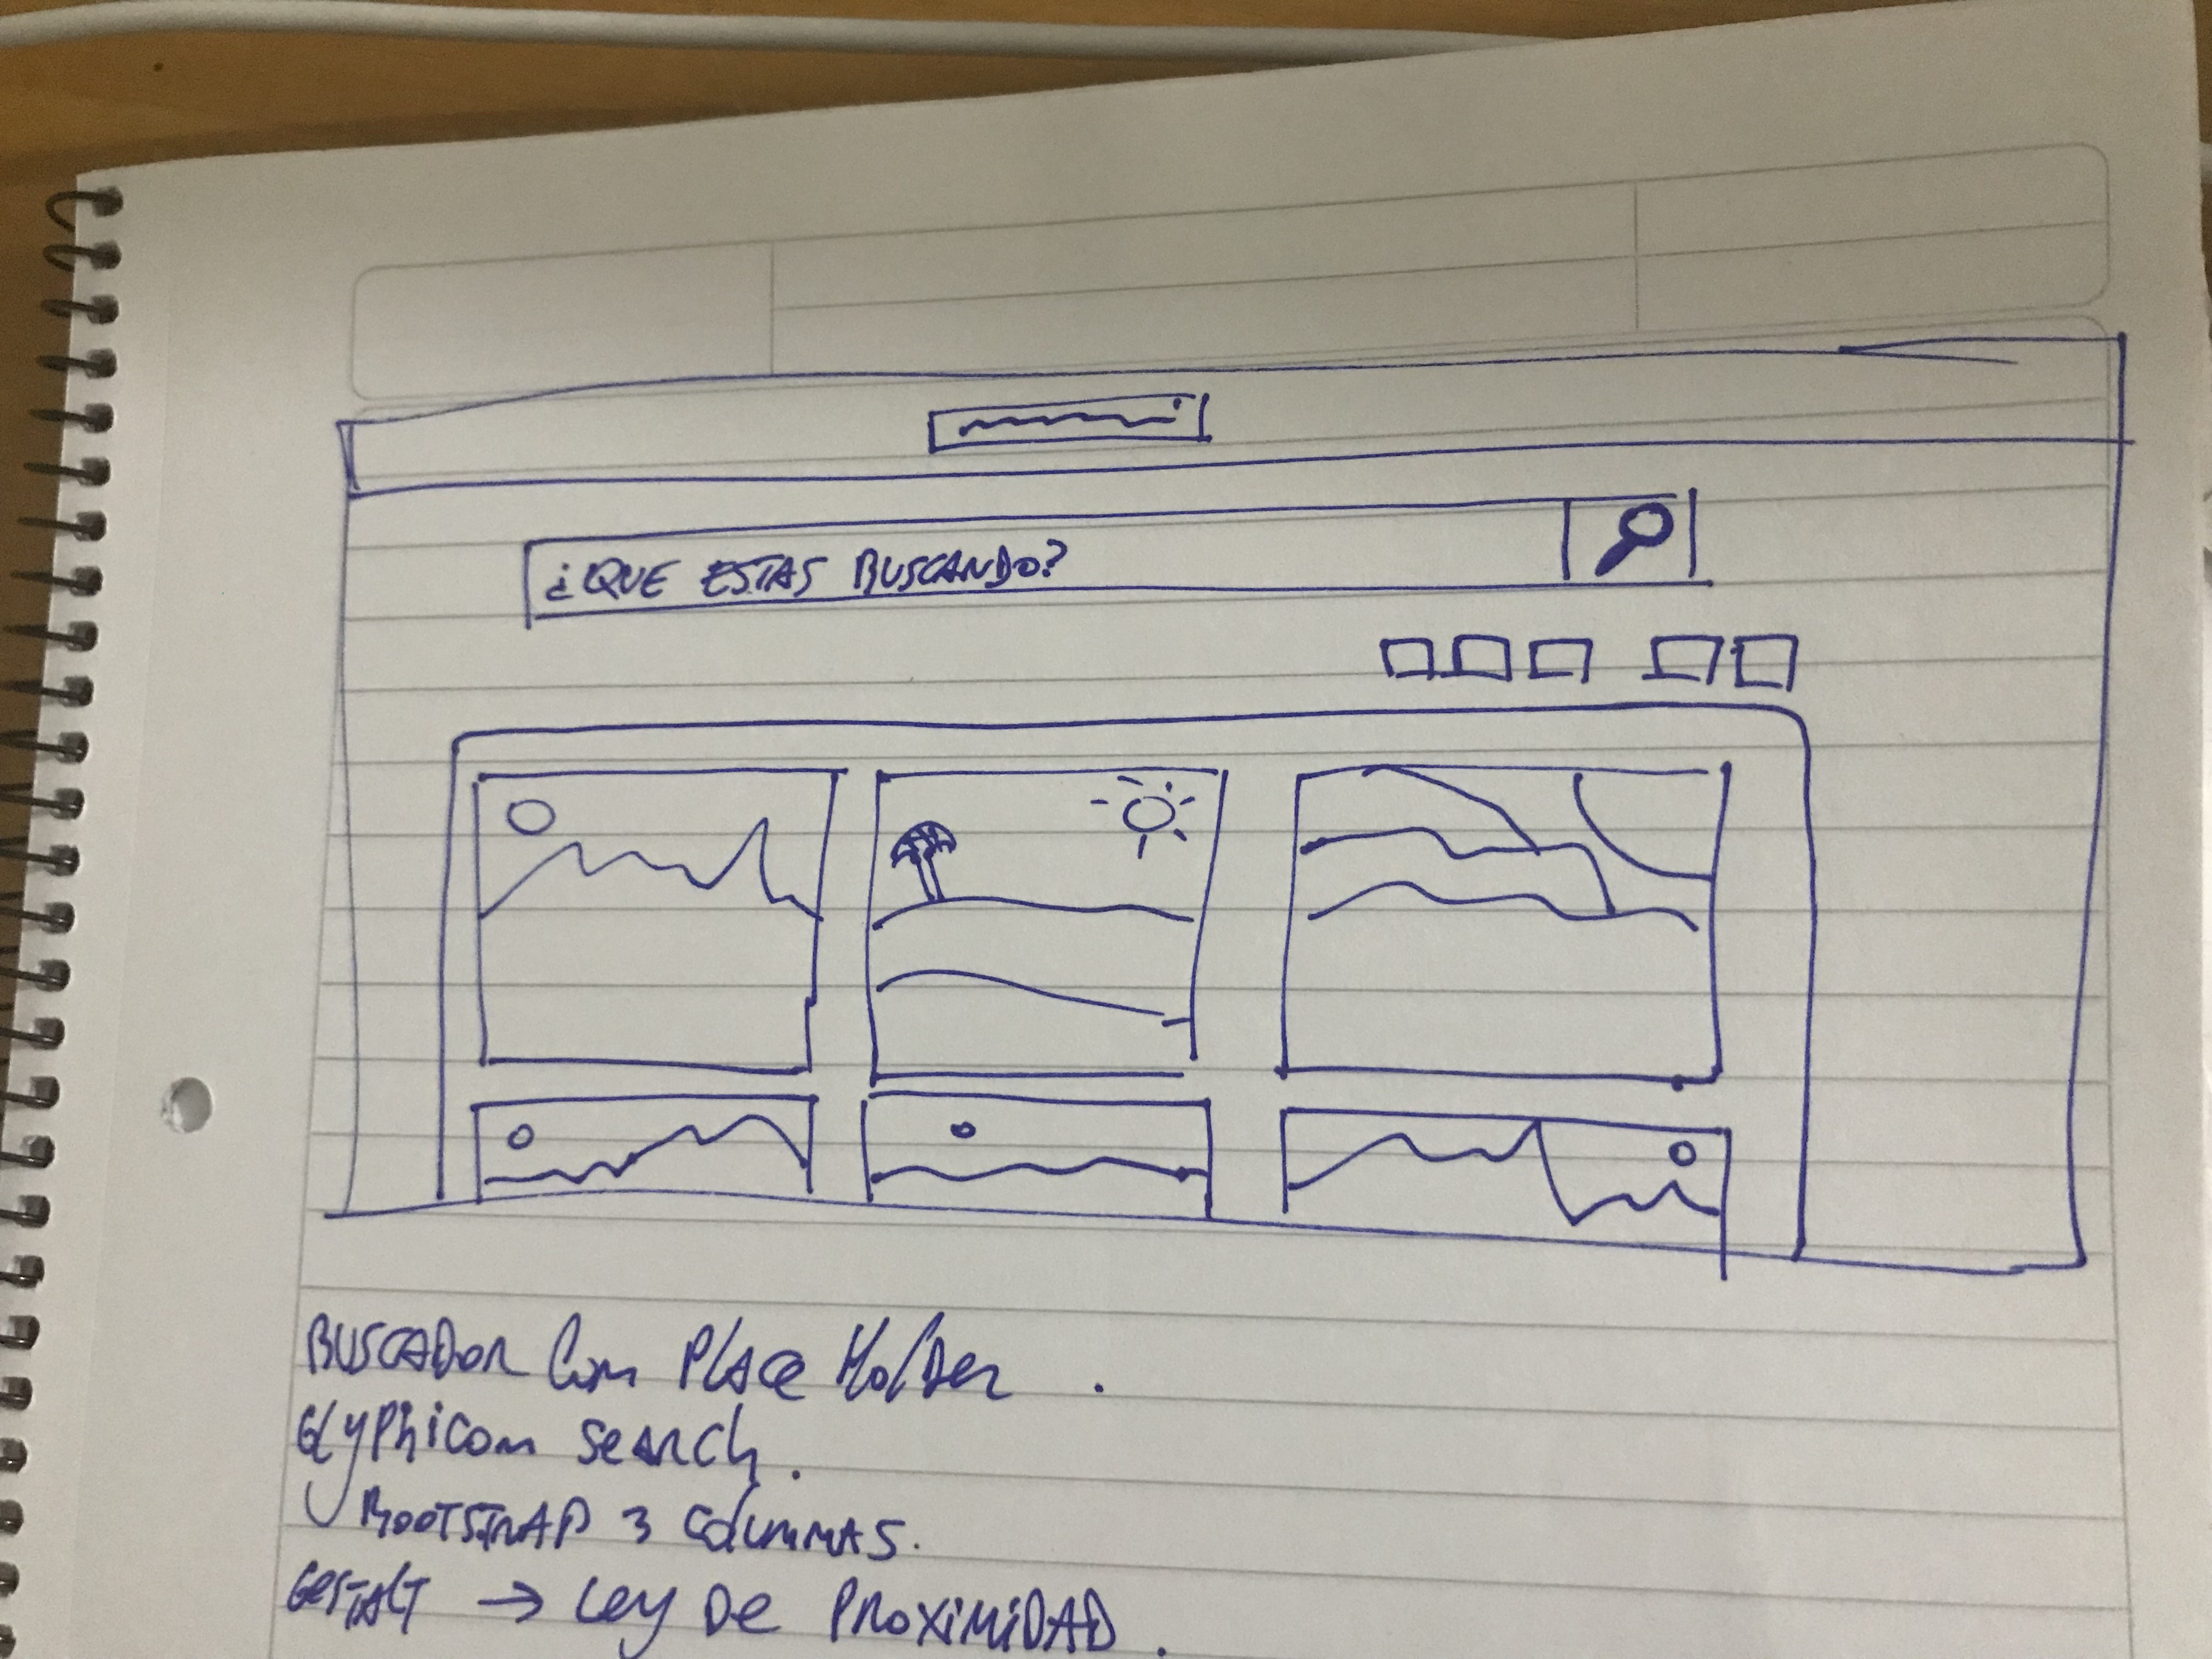 ¿QUE ESTAS BUSCANDO?
BUSCADOR Con Place Holder .
Glyphicon search .
BOOTSTRAP 3 columnas .
GESTALT → Ley De Proximidad .